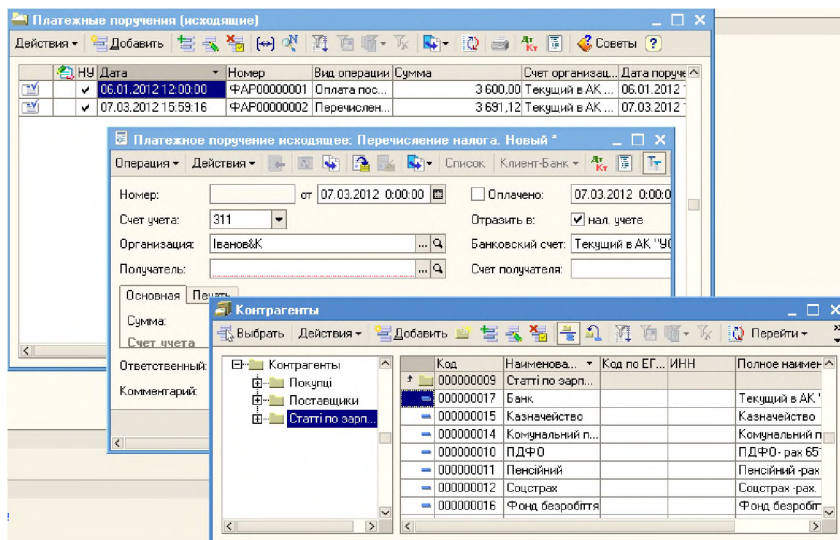 Платежные поручения (исходящие)
Действия Добавить Дт Кт Советы ?
НУ Дата Номер Вид операции Сумма Счет организац... Дата поруче
06.01.2012 12:00:00 ФАР00000001 Оплата пос... 3 600,00 Текущий в АК ... 06.01.2012 1
07.03.2012 15:59:16 ФАР00000002 Перечислен... 3 691,12 Текущий в АК ... 07.03.2012 1
Платежное поручение исходящее: Перечисление налога. Новый *
Операция Действия Список Клиент-Банк Дт Кт
Номер: от 07.03.2012 0:00:00 Оплачено: 07.03.2012 0:00:0
Счет учета: 311 Отразить в: нал. учете
Организация: Іванов&К ... Банковский счет: Текущий в АК "УС
Получатель: ... Счет получателя:
Основная Печать
Сумма:
Счет учета
Ответственный:
Комментарий:
Контрагенты
Выбрать Действия Добавить Перейти
Контрагенты
Покупці
Поставщики
Статті по зарп...
Код Наименова... Код по ЕГ... ИНН Полное наимен
000000009 Статті по зарп...
000000017 Банк Текущий в АК "
000000015 Казначейство Казначейство
000000014 Комунальний п... Комунальний п
000000010 ПДФО ПДФО- рах 65
000000011 Пенсійний Пенсійний -рах
000000012 Соцстрах Соцстрах -рах.
000000016 Фонд безробіття Фонд безробіт